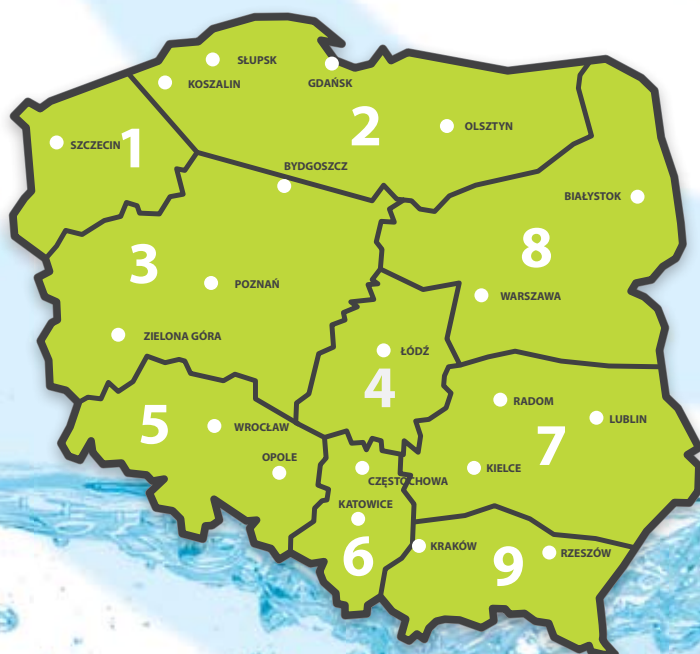 SŁUPSK
KOSZALIN
GDAŃSK
2
OLSZTYN
SZCZECIN
1
BYDGOSZCZ
BIAŁYSTOK
8
3
POZNAŃ
WARSZAWA
ZIELONA GÓRA
ŁÓDŹ
4
RADOM
LUBLIN
5
WROCŁAW
7
OPOLE
KIELCE
CZĘSTOCHOWA
KATOWICE
6
KRAKÓW
9
RZESZÓW